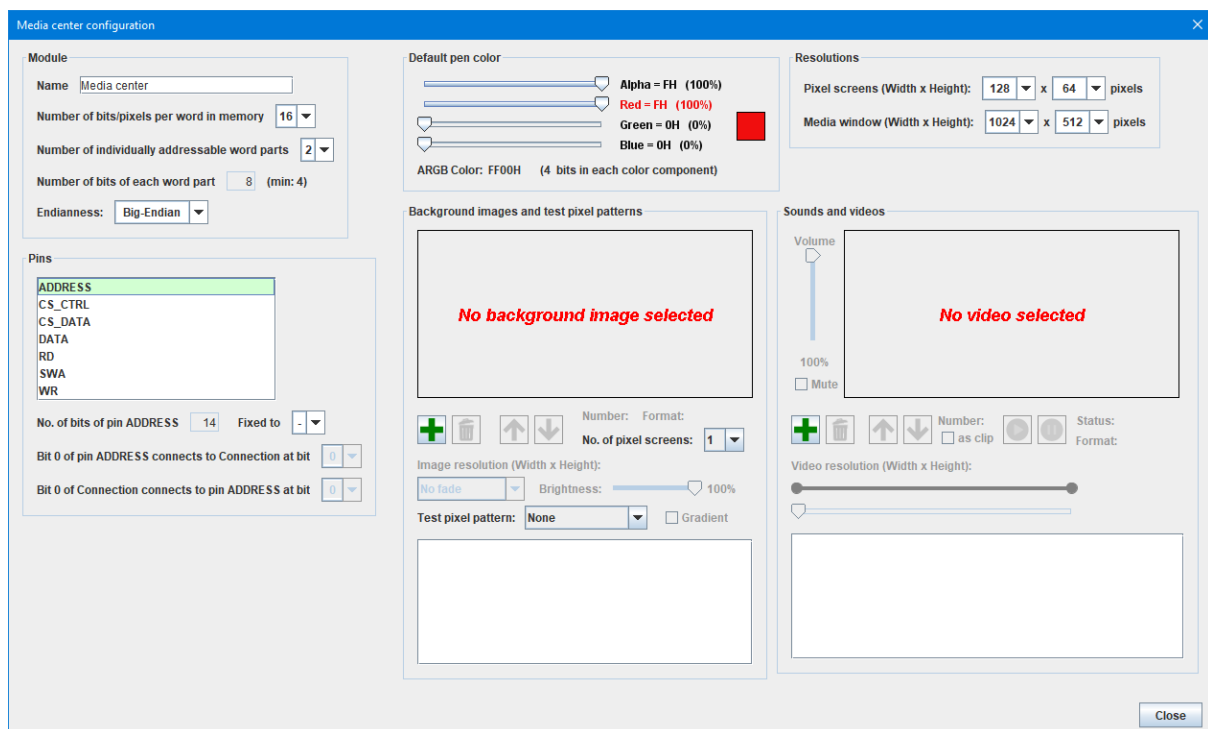 Media center configuration
Module
Name Media center
Number of bits/pixels per word in memory 16
Number of individually addressable word parts 2
Number of bits of each word part 8 (min: 4)
Endianness: Big-Endian
Pins
ADDRESS
CS_CTRL
CS_DATA
DATA
RD
SWA
WR
No. of bits of pin ADDRESS 14 Fixed to -
Bit 0 of pin ADDRESS connects to Connection at bit 0
Bit 0 of Connection connects to pin ADDRESS at bit 0
Default pen color
Alpha = FH (100%)
Red = FH (100%)
Green = 0H (0%)
Blue = 0H (0%)
ARGB Color: FF00H (4 bits in each color component)
Resolutions
Pixel screens (Width x Height): 128 x 64 pixels
Media window (Width x Height): 1024 x 512 pixels
Background images and test pixel patterns
No background image selected
Number: Format:
No. of pixel screens: 1
Image resolution (Width x Height):
No fade Brightness: 100%
Test pixel pattern: None Gradient
Sounds and videos
Volume
No video selected
100%
Mute
Number: Status:
as clip Format:
Video resolution (Width x Height):
Close